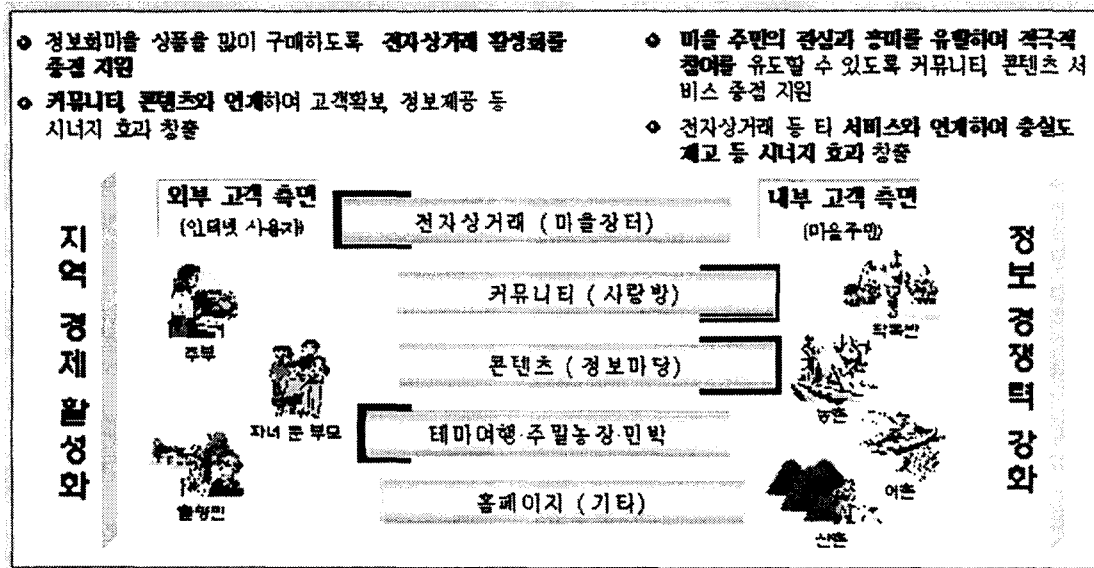 정보화마을 상품을 많이 구매하도록 전자상거래 활성화를
중점 지원
커뮤니티, 콘텐츠와 연계하여 고객확보, 정보제공 등
시너지 효과 창출
마을 주민의 관심과 흥미를 유발하여 적극적
참여를 유도할 수 있도록 커뮤니티, 콘텐츠 서
비스 중점 지원
전자상거래 등 타 서비스와 연계하여 충실도
제고 등 시너지 효과 창출
지역 경제 활성화
외부 고객 측면
(인터넷 사용자)
주부
자녀 둔 부모
출향민
전자상거래 (마을장터)
커뮤니티 (사랑방)
콘텐츠 (정보마당)
테마여행·주말농장·민박
홈페이지 (기타)
내부 고객 측면
(마을주민)
농촌
어촌
산촌
정보 경쟁력 강화